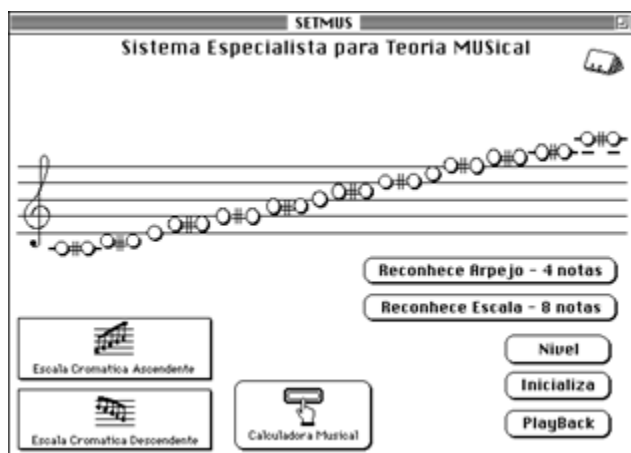 SETMUS
Sistema Especialista para Teoria MUSical
Reconhece Arpejo - 4 notas
Reconhece Escala - 8 notas
Nivel
Escala Cromatica Ascendente
Inicializa
Calculadora Musical
PlayBack
Escala Cromatica Descendente